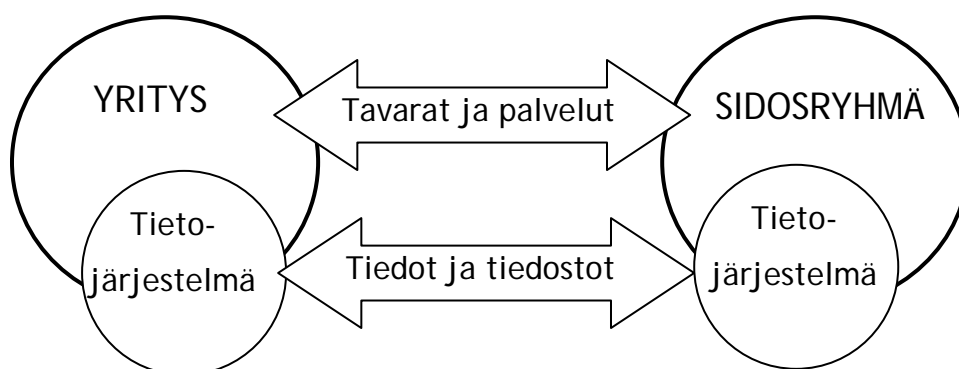 YRITYS
Tavarat ja palvelut
SIDOSRYHMÄ
Tieto-
järjestelmä
Tiedot ja tiedostot
Tieto-
järjestelmä